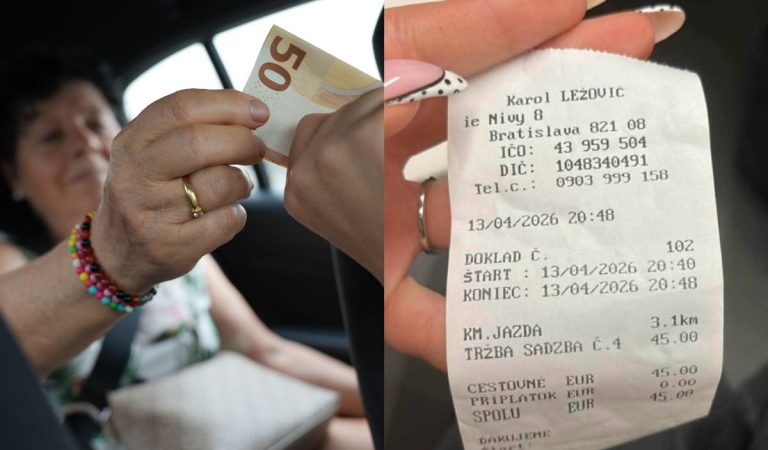 50
Karol LEŽOVIČ
ie Nivy 8
Bratislava 821 08
IČO: 43 959 504
DIČ: 1048340491
Tel.č.: 0903 999 158
13/04/2026 20:48
DOKLAD Č. 102
ŠTART : 13/04/2026 20:40
KONIEC: 13/04/2026 20:48
KM.JAZDA 3.1km
TRŽBA SADZBA Č.4 45.00
CESTOVNÉ EUR 45.00
PRÍPLATOK EUR 0.00
SPOLU EUR 45.00
ĎAKUJEME